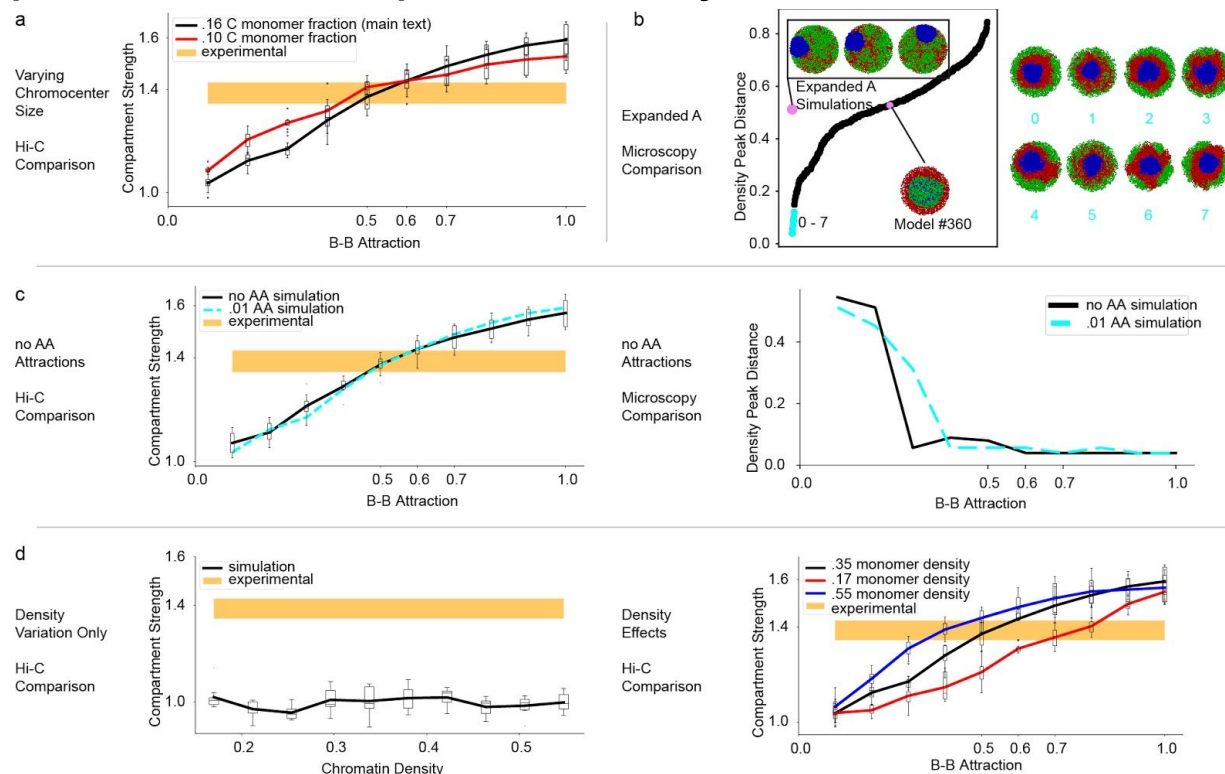 a
.16 C monomer fraction (main text)
.10 C monomer fraction
experimental
Varying
Chromocenter
Size
Hi-C
Comparison
Compartment Strength
1.6
1.4
1.0
0.0
0.5
0.6
0.7
1.0
B-B Attraction
b
Expanded A
Microscopy
Comparison
Density Peak Distance
0.8
0.6
0.4
0.2
0.0
Expanded A
Simulations
0 - 7
Model #360
0
1
2
3
4
5
6
7
c
no AA simulation
.01 AA simulation
experimental
no AA
Attractions
Hi-C
Comparison
Compartment Strength
1.6
1.4
1.0
0.0
0.5
0.6
0.7
1.0
B-B Attraction
no AA
Attractions
Microscopy
Comparison
Density Peak Distance
0.4
0.2
0.0
no AA simulation
.01 AA simulation
0.0
0.5
0.6
0.7
1.0
B-B Attraction
d
simulation
experimental
Density
Variation Only
Hi-C
Comparison
Compartment Strength
1.6
1.4
1.0
0.2
0.3
0.4
0.5
Chromatin Density
Density
Effects
Hi-C
Comparison
Compartment Strength
.35 monomer density
.17 monomer density
.55 monomer density
experimental
1.6
1.4
1.0
0.0
0.5
0.6
0.7
1.0
B-B Attraction